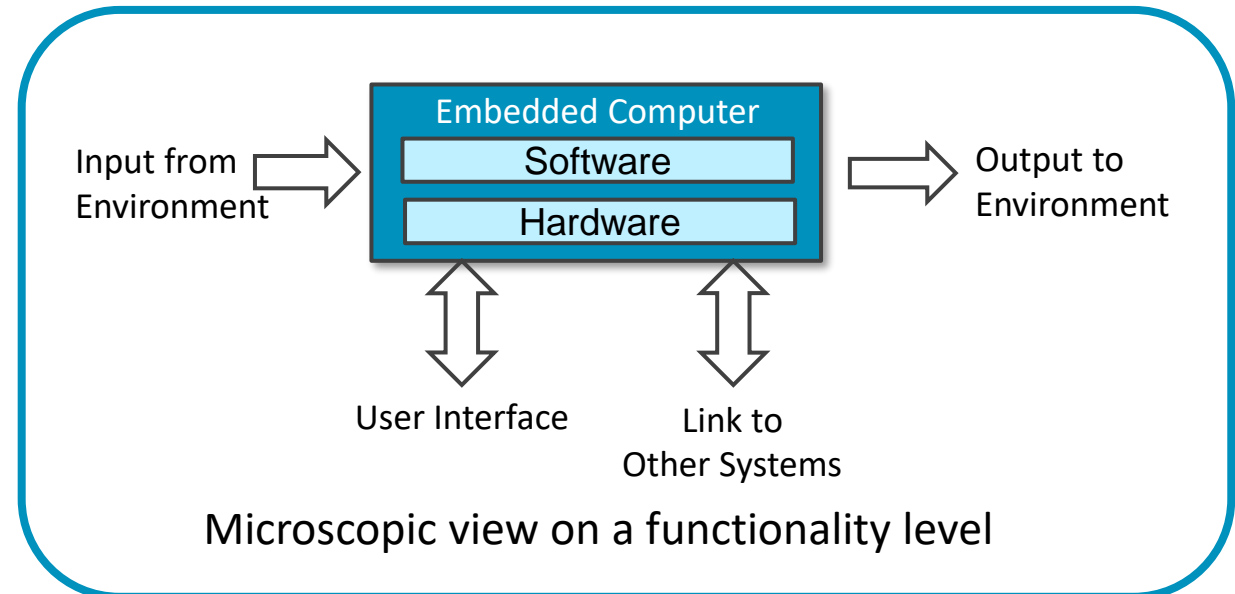 Embedded Computer
Software
Hardware
Input from
Environment
Output to
Environment
User Interface
Link to
Other Systems
Microscopic view on a functionality level